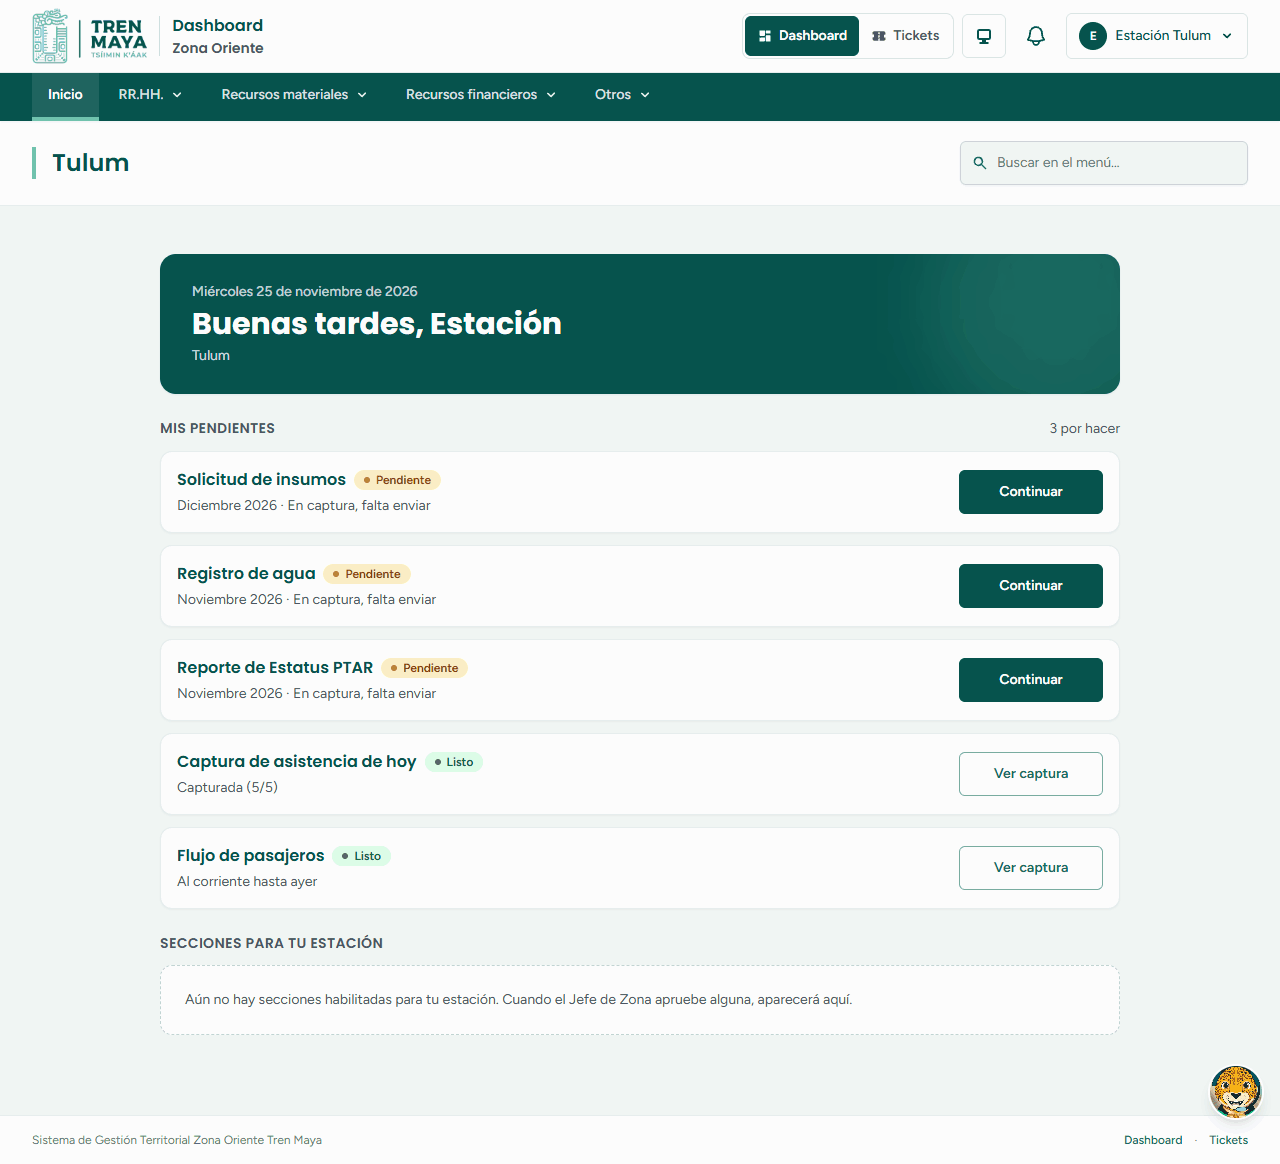 TREN
MAYA
TSÍIMIN K'ÁAK
Dashboard
Zona Oriente
Dashboard
Tickets
E
Estación Tulum
Inicio
RR.HH.
Recursos materiales
Recursos financieros
Otros
Tulum
Buscar en el menú...
Miércoles 25 de noviembre de 2026
Buenas tardes, Estación
Tulum
MIS PENDIENTES
3 por hacer
Solicitud de insumos
Pendiente
Diciembre 2026 · En captura, falta enviar
Continuar
Registro de agua
Pendiente
Noviembre 2026 · En captura, falta enviar
Continuar
Reporte de Estatus PTAR
Pendiente
Noviembre 2026 · En captura, falta enviar
Continuar
Captura de asistencia de hoy
Listo
Capturada (5/5)
Ver captura
Flujo de pasajeros
Listo
Al corriente hasta ayer
Ver captura
SECCIONES PARA TU ESTACIÓN
Aún no hay secciones habilitadas para tu estación. Cuando el Jefe de Zona apruebe alguna, aparecerá aquí.
Sistema de Gestión Territorial Zona Oriente Tren Maya
Dashboard · Tickets